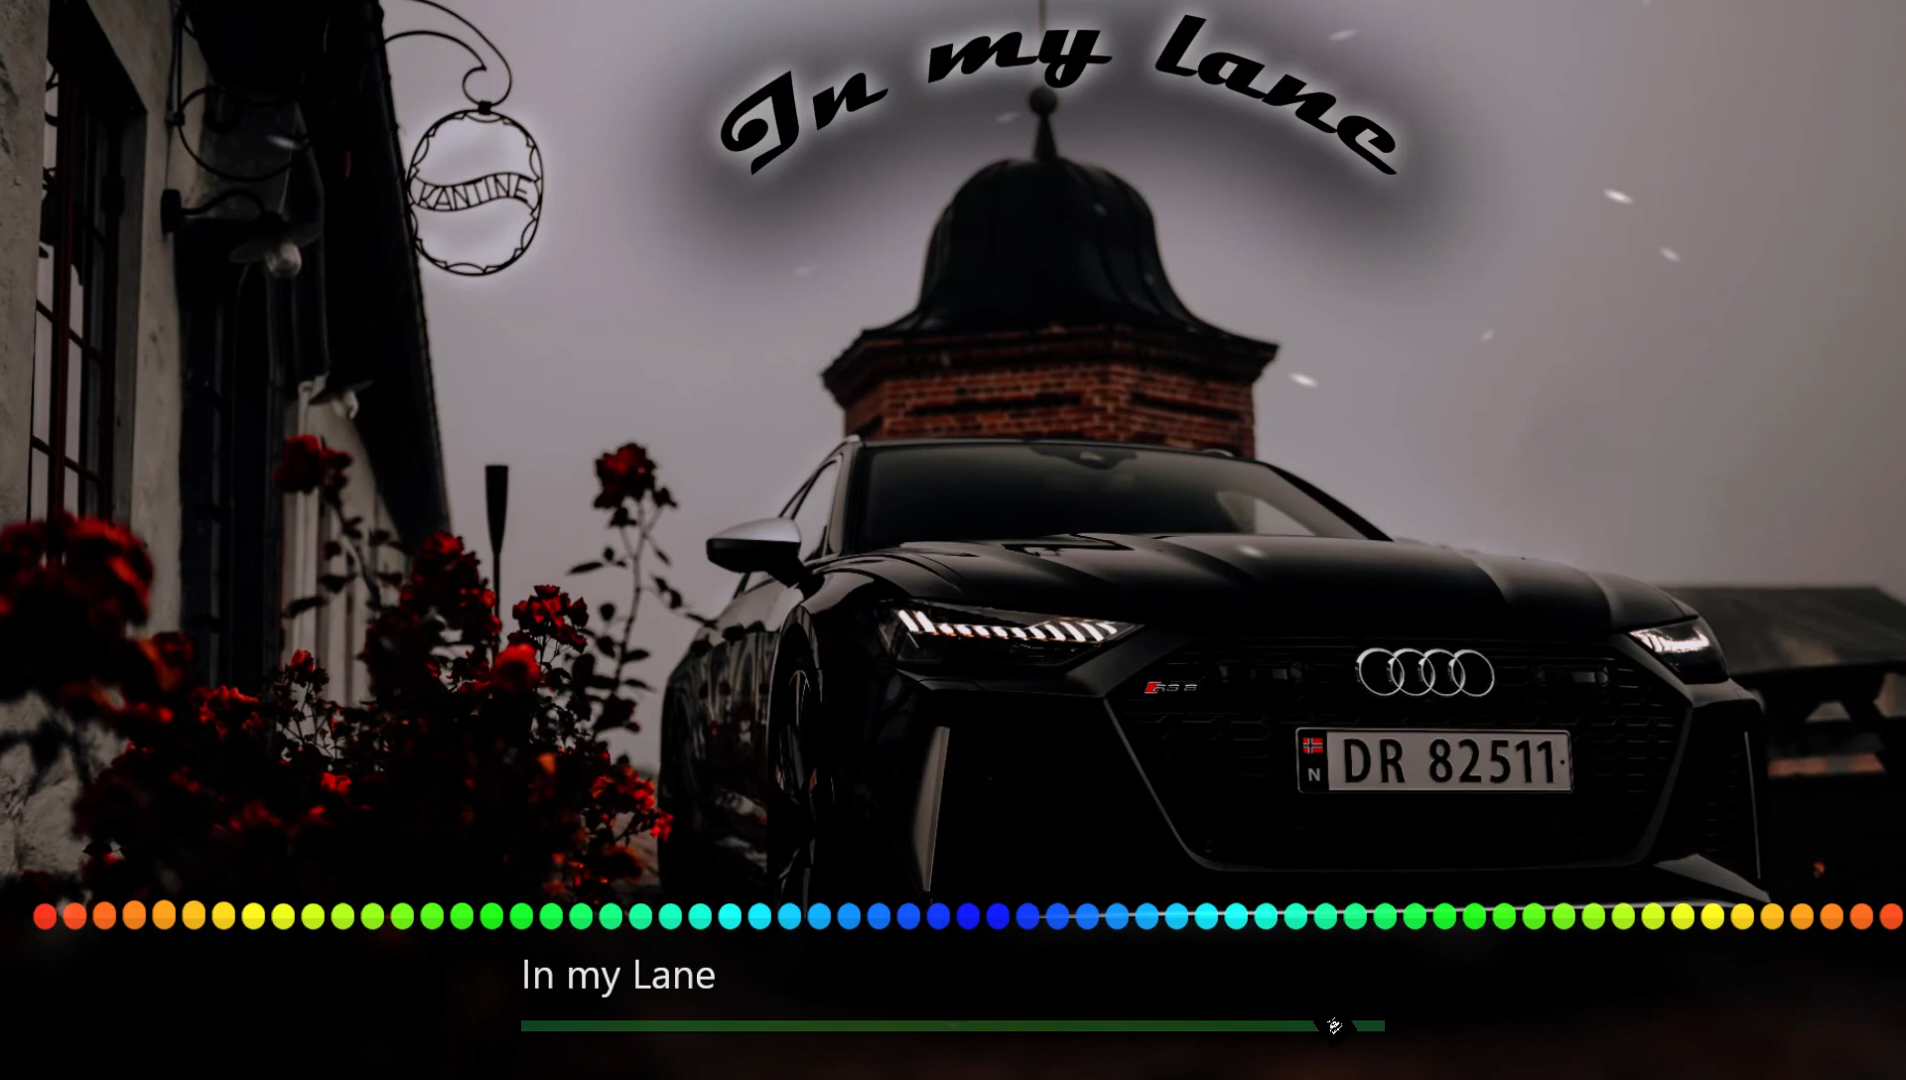 In my lane
KANTINE
RS 6
N DR 82511
In my Lane